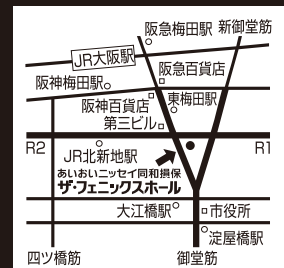 阪急梅田駅
新御堂筋
JR大阪駅
阪急百貨店
阪神梅田駅
阪神百貨店
東梅田駅
第三ビル
R2
R1
JR北新地駅
あいおいニッセイ同和損保
ザ・フェニックスホール
大江橋駅
市役所
淀屋橋駅
四ツ橋筋
御堂筋